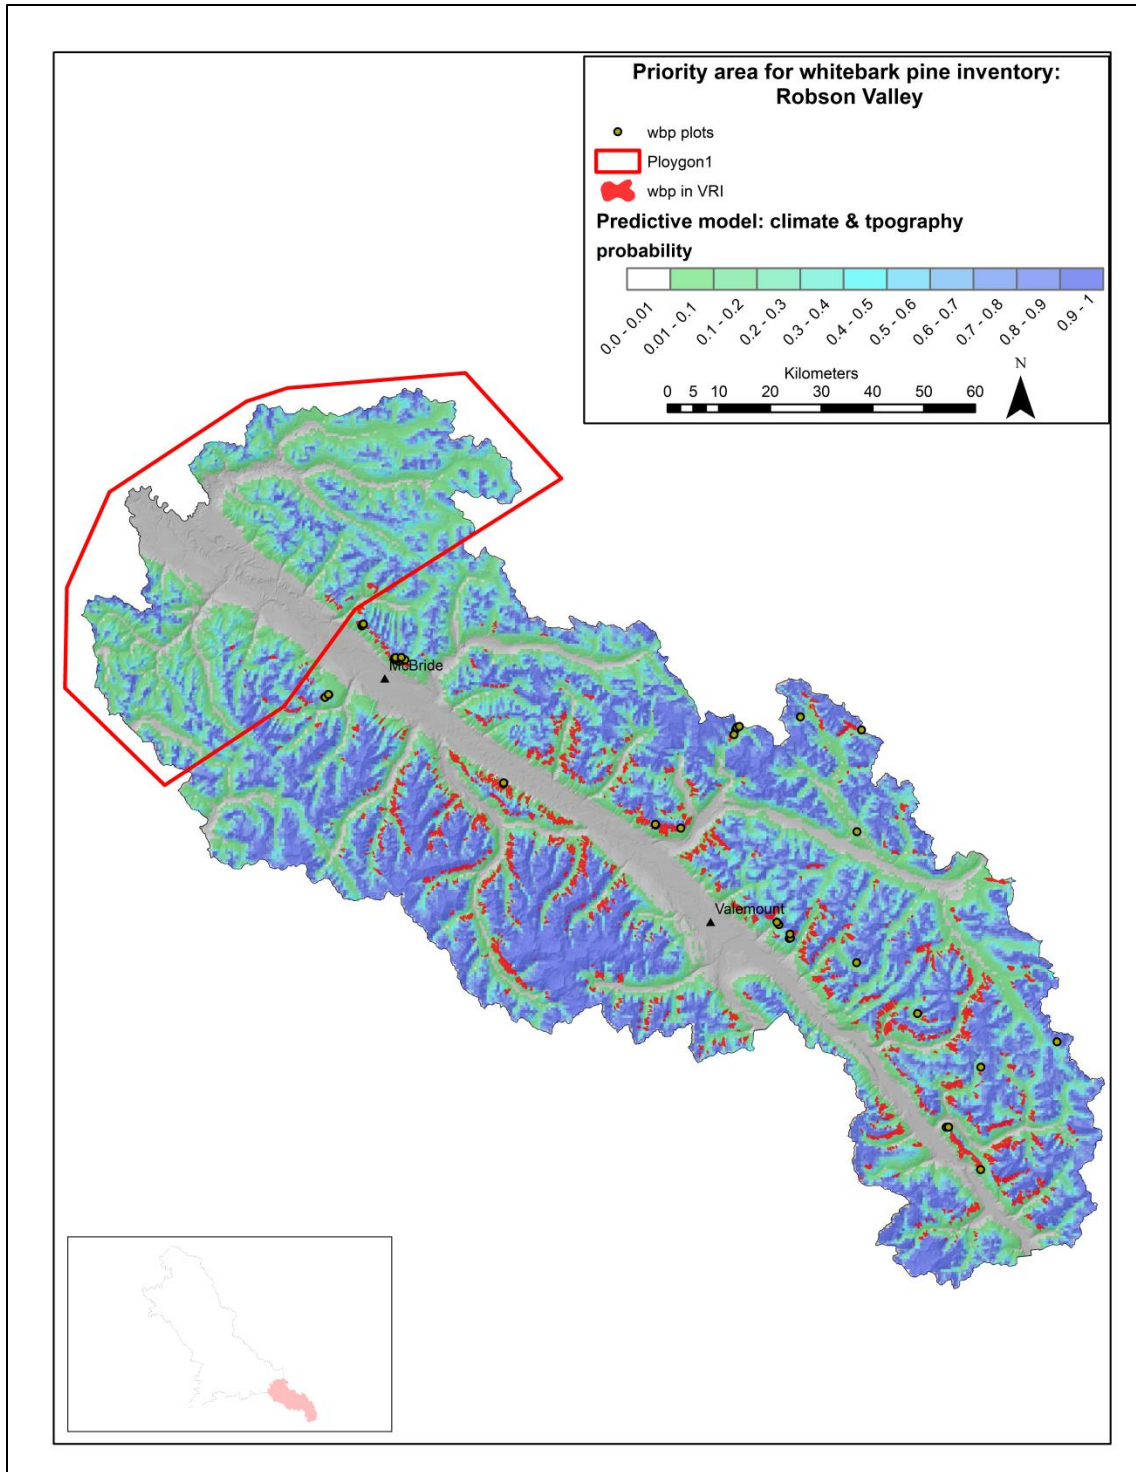 Priority area for whitebark pine inventory:
Robson Valley
wbp plots
Ploygon1
wbp in VRI
Predictive model: climate & tpography
probability
0.0 - 0.01
0.01 - 0.1
0.1 - 0.2
0.2 - 0.3
0.3 - 0.4
0.4 - 0.5
0.5 - 0.6
0.6 - 0.7
0.7 - 0.8
0.8 - 0.9
0.9 - 1
Kilometers
0 5 10 20 30 40 50 60
N
McBride
Valemount